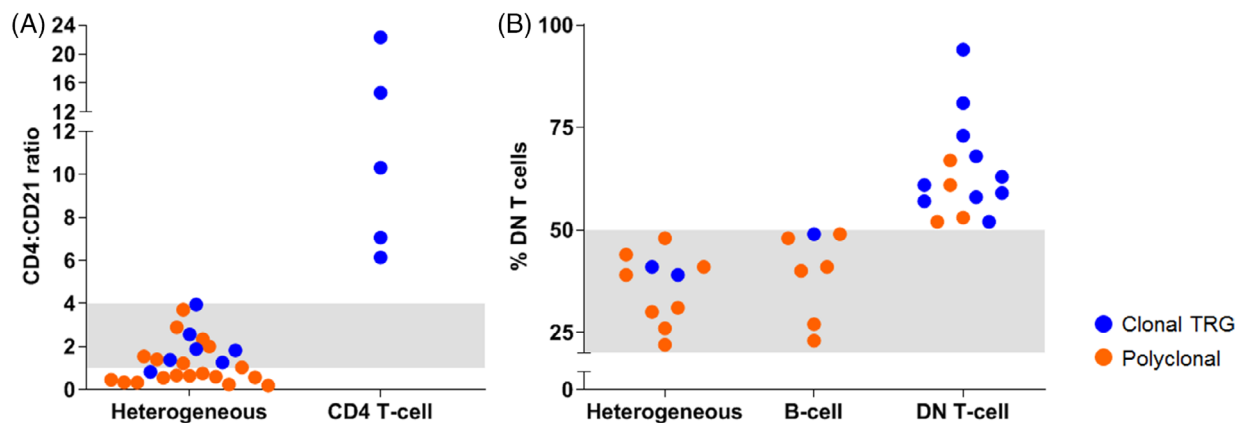 (A)
CD4:CD21 ratio
24
20
16
12
12
10
8
6
4
2
0
Heterogeneous
CD4 T-cell
(B)
% DN T cells
100
75
50
25
0
Heterogeneous
B-cell
DN T-cell
Clonal TRG
Polyclonal